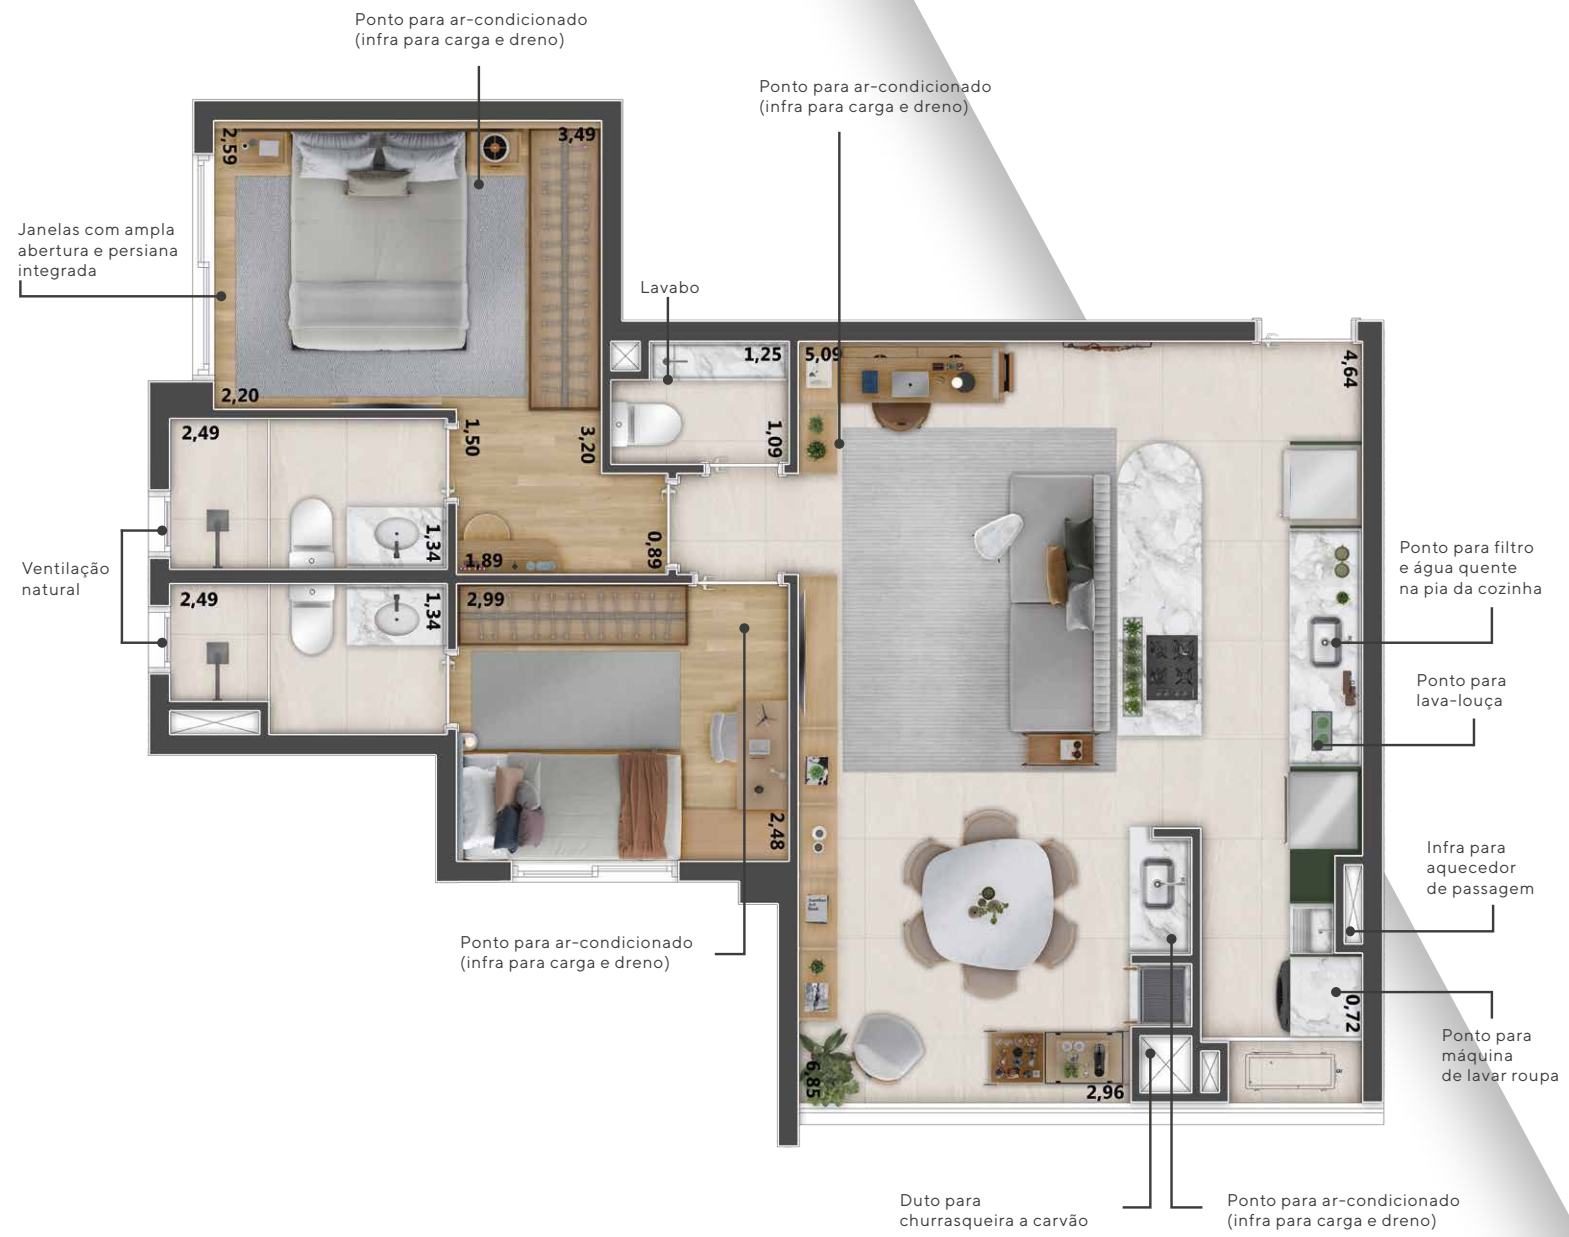 Ponto para ar-condicionado
(infra para carga e dreno)
Ponto para ar-condicionado
(infra para carga e dreno)
2,59
3,49
Janelas com ampla
abertura e persiana
integrada
Lavabo
1,25
5,09
4,64
2,20
2,49
1,50
3,20
1,09
1,34
1,89
0,89
Ventilação
natural
2,49
1,34
2,99
Ponto para filtro
e água quente
na pia da cozinha
Ponto para
lava-louça
2,48
Infra para
aquecedor
de passagem
Ponto para ar-condicionado
(infra para carga e dreno)
0,72
Ponto para
máquina
de lavar roupa
6,85
2,96
Duto para
churrasqueira a carvão
Ponto para ar-condicionado
(infra para carga e dreno)